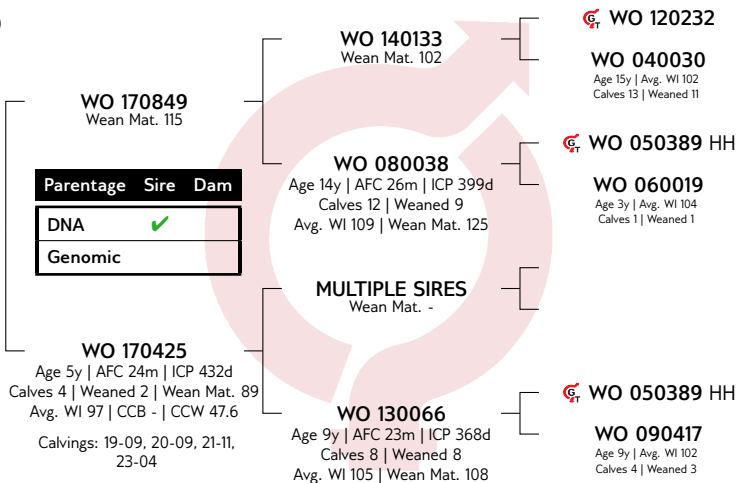 )
WO 170849
Wean Mat. 115
Parentage Sire Dam
DNA ✔
Genomic
WO 170425
Age 5y | AFC 24m | ICP 432d
Calves 4 | Weaned 2 | Wean Mat. 89
Avg. WI 97 | CCB - | CCW 47.6
Calvings: 19-09, 20-09, 21-11,
23-04
WO 140133
Wean Mat. 102
WO 080038
Age 14y | AFC 26m | ICP 399d
Calves 12 | Weaned 9
Avg. WI 109 | Wean Mat. 125
MULTIPLE SIRES
Wean Mat. -
WO 130066
Age 9y | AFC 23m | ICP 368d
Calves 8 | Weaned 8
Avg. WI 105 | Wean Mat. 108
GT WO 120232
WO 040030
Age 15y | Avg. WI 102
Calves 13 | Weaned 11
GT WO 050389 HH
WO 060019
Age 3y | Avg. WI 104
Calves 1 | Weaned 1
GT WO 050389 HH
WO 090417
Age 9y | Avg. WI 102
Calves 4 | Weaned 3